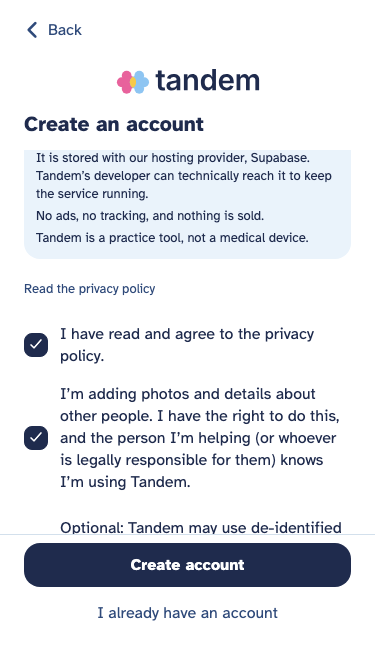 Back
tandem
Create an account
It is stored with our hosting provider, Supabase.
Tandem’s developer can technically reach it to keep
the service running.
No ads, no tracking, and nothing is sold.
Tandem is a practice tool, not a medical device.
Read the privacy policy
I have read and agree to the privacy
policy.
I’m adding photos and details about
other people. I have the right to do this,
and the person I’m helping (or whoever
is legally responsible for them) knows
I’m using Tandem.
Optional: Tandem may use de-identified
Create account
I already have an account